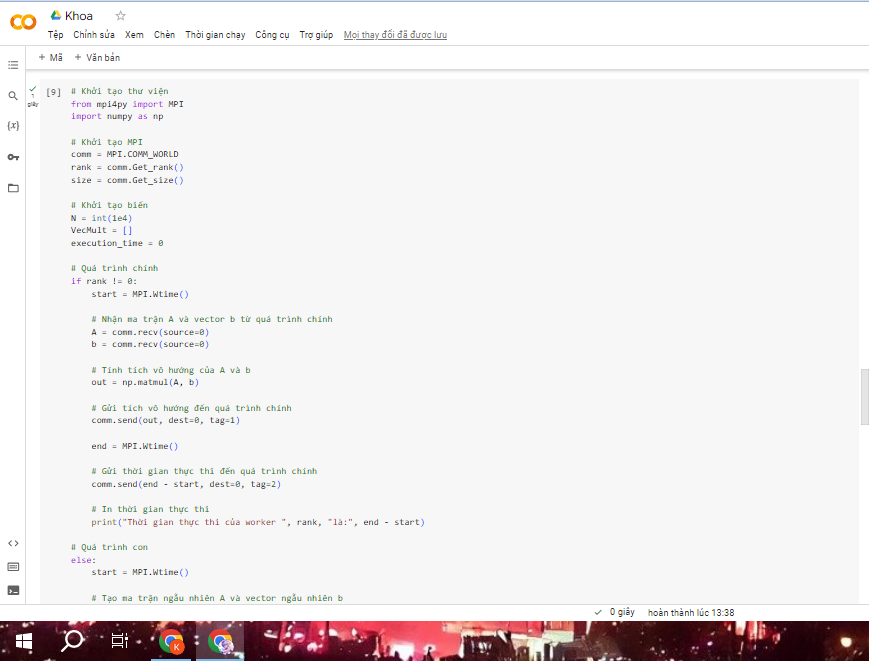 Khoa
Tệp Chỉnh sửa Xem Chèn Thời gian chạy Công cụ Trợ giúp Mọi thay đổi đã được lưu
+ Mã + Văn bản
[9] # Khởi tạo thư viện
1 giây
from mpi4py import MPI
import numpy as np
# Khởi tạo MPI
comm = MPI.COMM_WORLD
rank = comm.Get_rank()
size = comm.Get_size()
# Khởi tạo biến
N = int(1e4)
VecMult = []
execution_time = 0
# Quá trình chính
if rank != 0:
    start = MPI.Wtime()
    # Nhận ma trận A và vector b từ quá trình chính
    A = comm.recv(source=0)
    b = comm.recv(source=0)
    # Tính tích vô hướng của A và b
    out = np.matmul(A, b)
    # Gửi tích vô hướng đến quá trình chính
    comm.send(out, dest=0, tag=1)
    end = MPI.Wtime()
    # Gửi thời gian thực thi đến quá trình chính
    comm.send(end - start, dest=0, tag=2)
    # In thời gian thực thi
    print("Thời gian thực thi của worker ", rank, "là:", end - start)
# Quá trình con
else:
    start = MPI.Wtime()
    # Tạo ma trận ngẫu nhiên A và vector ngẫu nhiên b
0 giây hoàn thành lúc 13:38
K